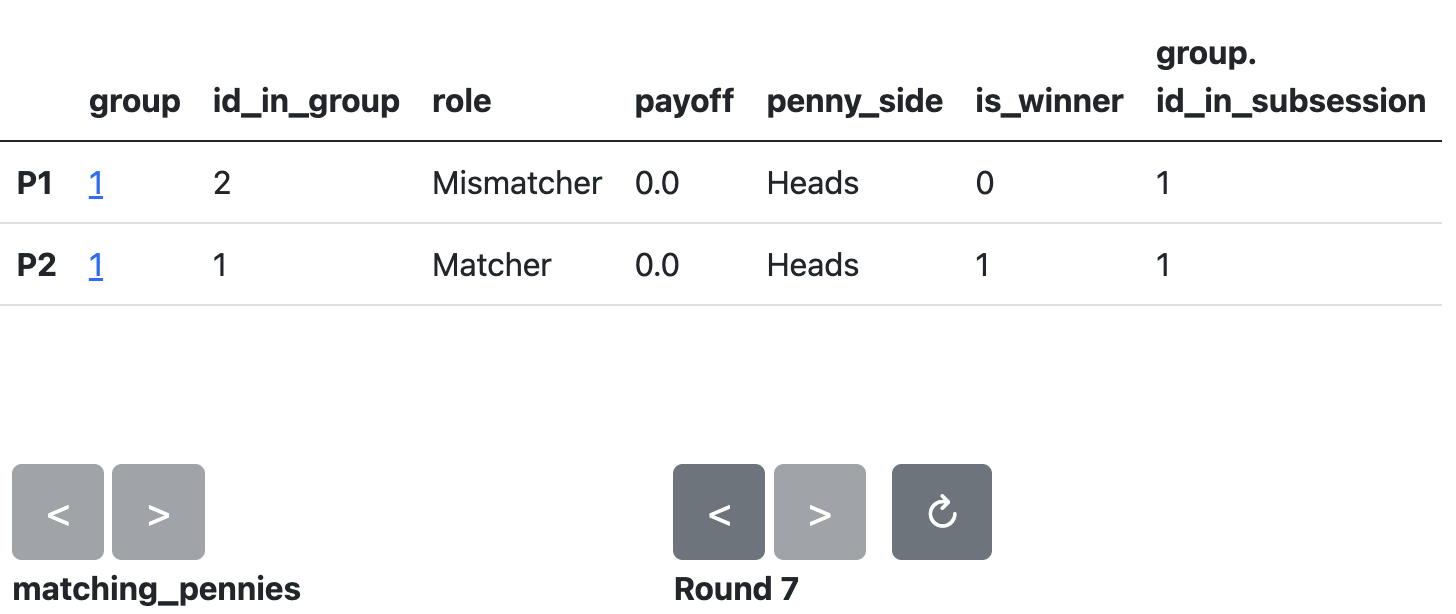 group.
group id_in_group role payoff penny_side is_winner id_in_subsession
P1 1 2 Mismatcher 0.0 Heads 0 1
P2 1 1 Matcher 0.0 Heads 1 1
< > < > ↻
matching_pennies Round 7